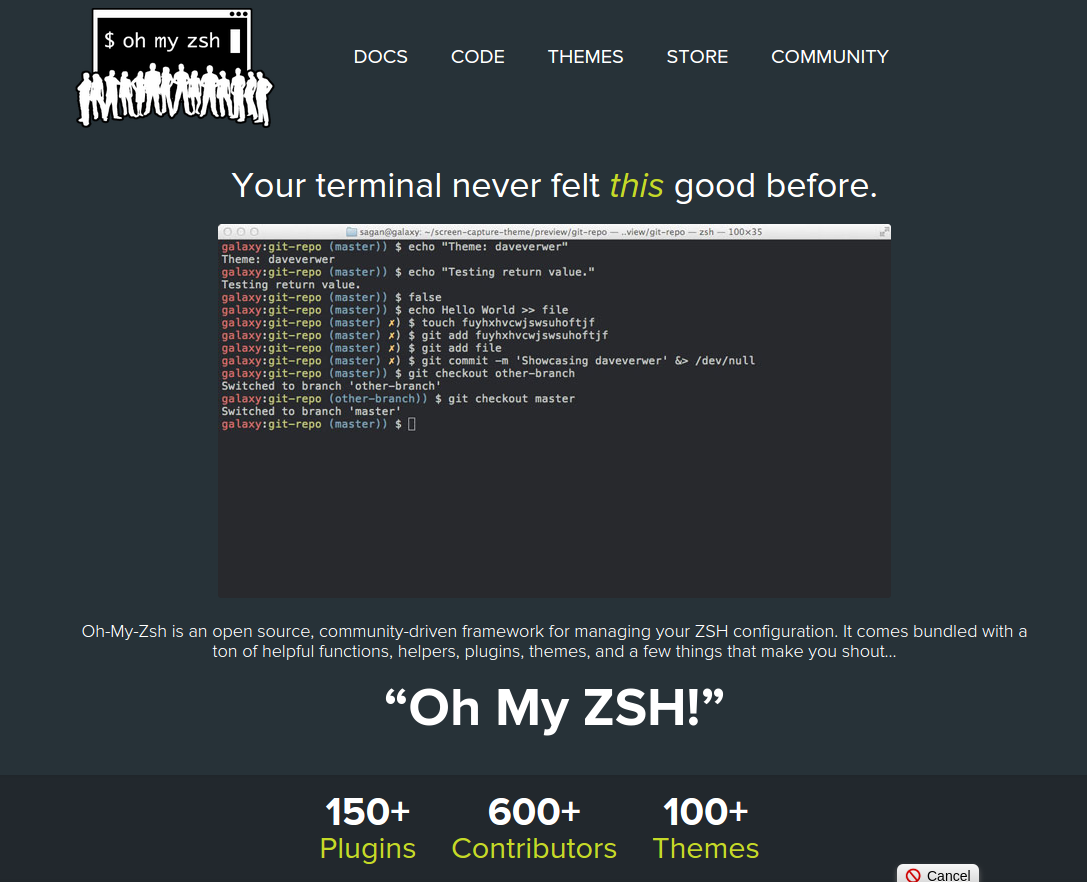 $ oh my zsh
DOCS CODE THEMES STORE COMMUNITY
Your terminal never felt this good before.
sagan@galaxy: ~/screen-capture-theme/preview/git-repo — ..view/git-repo — zsh — 100×35
galaxy:git-repo (master)) $ echo "Theme: daveverwer"
Theme: daveverwer
galaxy:git-repo (master)) $ echo "Testing return value."
Testing return value.
galaxy:git-repo (master)) $ false
galaxy:git-repo (master)) $ echo Hello World >> file
galaxy:git-repo (master) ✗) $ touch fuyhxhvcwjswsuhoftjf
galaxy:git-repo (master) ✗) $ git add fuyhxhvcwjswsuhoftjf
galaxy:git-repo (master) ✗) $ git add file
galaxy:git-repo (master) ✗) $ git commit -m 'Showcasing daveverwer' &> /dev/null
galaxy:git-repo (master)) $ git checkout other-branch
Switched to branch 'other-branch'
galaxy:git-repo (other-branch)) $ git checkout master
Switched to branch 'master'
galaxy:git-repo (master)) $
Oh-My-Zsh is an open source, community-driven framework for managing your ZSH configuration. It comes bundled with a
ton of helpful functions, helpers, plugins, themes, and a few things that make you shout...
“Oh My ZSH!”
150+ 600+ 100+
Plugins Contributors Themes
Cancel